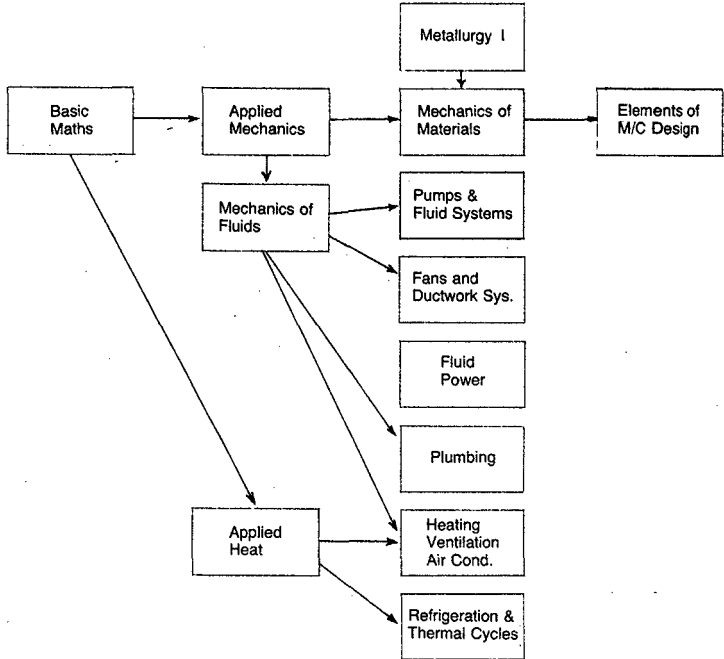 Metallurgy I
Basic
Maths
Applied
Mechanics
Mechanics of
Materials
Elements of
M/C Design
Mechanics of
Fluids
Pumps &
Fluid Systems
Fans and
Ductwork Sys.
Fluid
Power
Plumbing
Applied
Heat
Heating
Ventilation
Air Cond.
Refrigeration &
Thermal Cycles